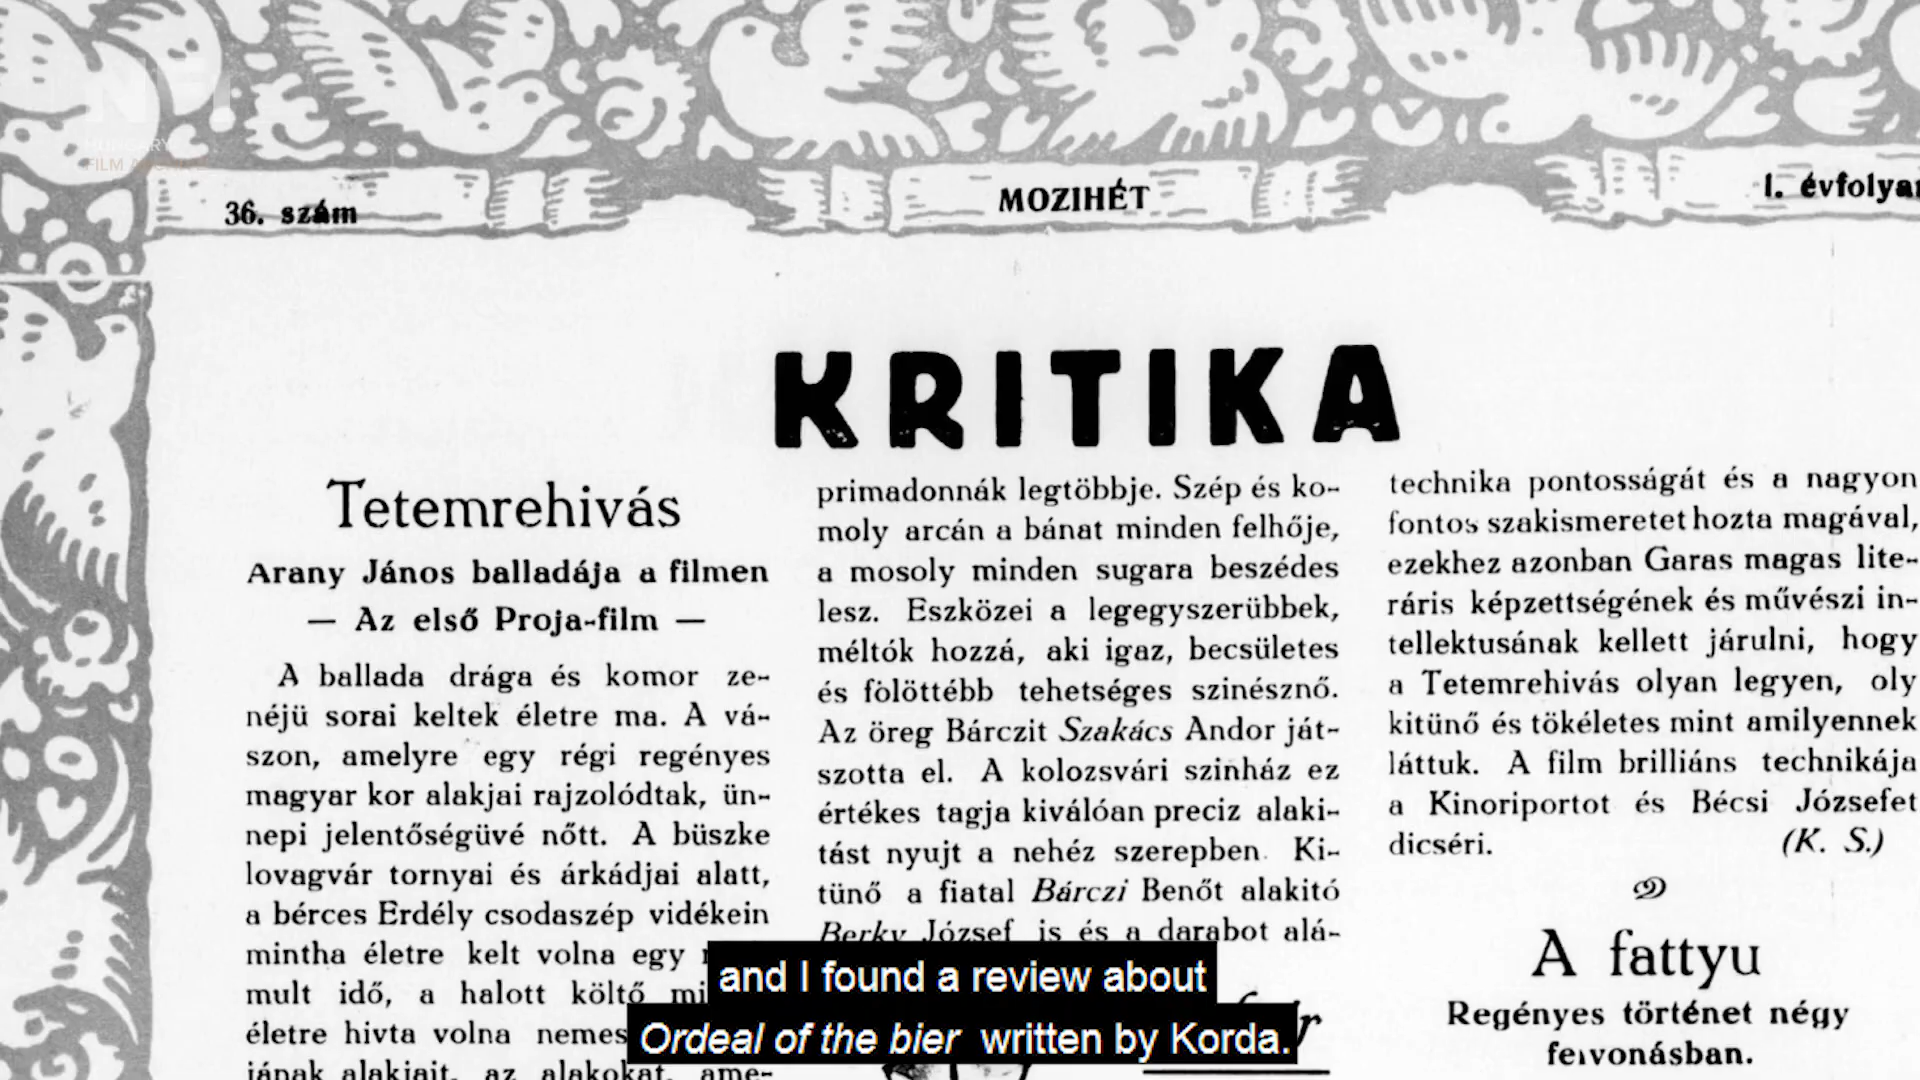 NFI
HUNGARY
FILM ARCHIVE
36. szám
MOZIHÉT
I. évfolyam
KRITIKA
Tetemrehivás
Arany János balladája a filmen
— Az első Proja-film —
A ballada drága és komor ze-
néjü sorai keltek életre ma. A vá-
szon, amelyre egy régi regényes
magyar kor alakjai rajzolódtak, ün-
nepi jelentőségüvé nőtt. A büszke
lovagvár tornyai és árkádjai alatt,
a bérces Erdély csodaszép vidékein
mintha életre kelt volna egy
mult idő, a halott költő
életre hivta volna
jának alakjait, az alakokat, ame-
primadonnák legtöbbje. Szép és ko-
moly arcán a bánat minden felhője,
a mosoly minden sugara beszédes
lesz. Eszközei a legegyszerübbek,
méltók hozzá, aki igaz, becsületes
és fölöttébb tehetséges szinésznő.
Az öreg Bárczit Szakács Andor ját-
szotta el. A kolozsvári szinház ez
értékes tagja kiválóan preciz alaki-
tást nyujt a nehéz szerepben. Ki-
tünő a fiatal Bárczi Benőt alakitó
Berky József is és a darabot alá-
technika pontosságát és a nagyon
fontos szakismeretet hozta magával,
ezekhez azonban Garas magas lite-
ráris képzettségének és művészi in-
tellektusának kellett járulni, hogy
a Tetemrehivás olyan legyen, oly
kitünő és tökéletes mint amilyennek
láttuk. A film brilliáns technikája
a Kinoriportot és Bécsi Józsefet
dicséri. (K. S.)
A fattyu
Regényes történet négy
felvonásban.
and I found a review about
Ordeal of the bier written by Korda.